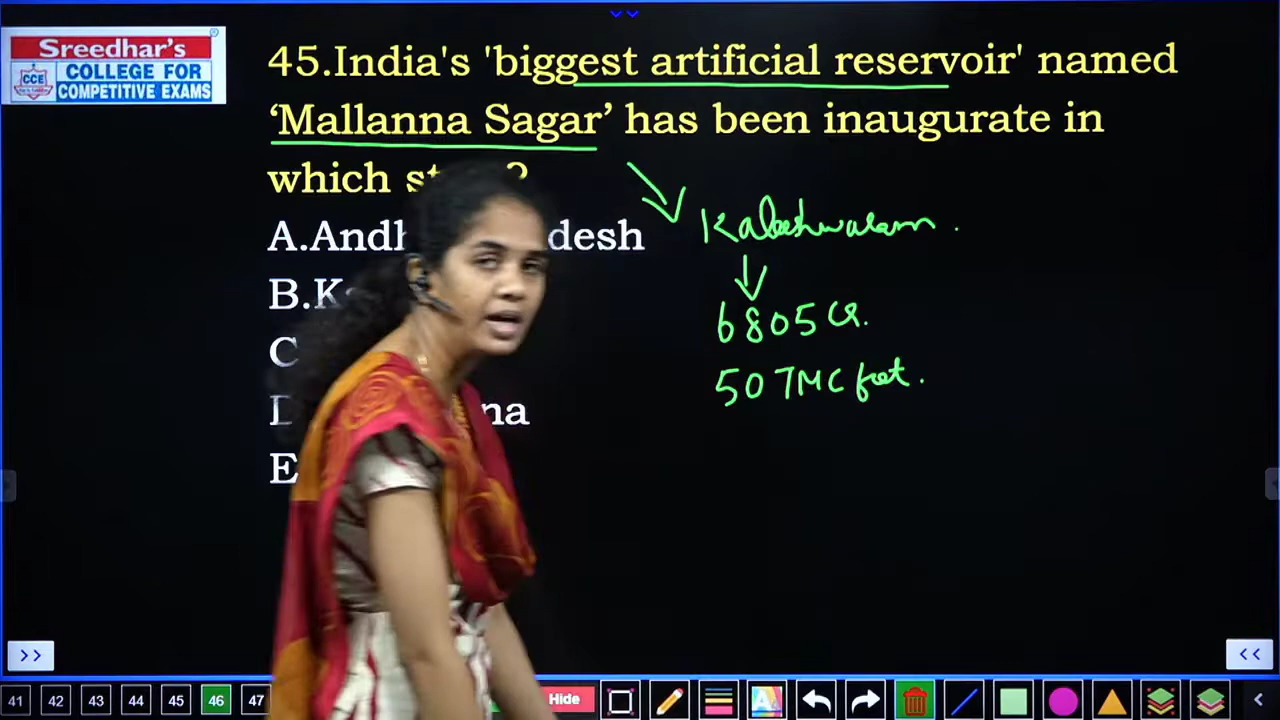 Sreedhar's
CCE
COLLEGE FOR
COMPETITIVE EXAMS
45.India's 'biggest artificial reservoir' named
'Mallanna Sagar' has been inaugurate in
which
A.Andh desh
B.K
C
D na
E
Kaleshwaram.
6805 Cr.
50 TMC feet.
>>
<<
41 42 43 44 45 46 47
Hide